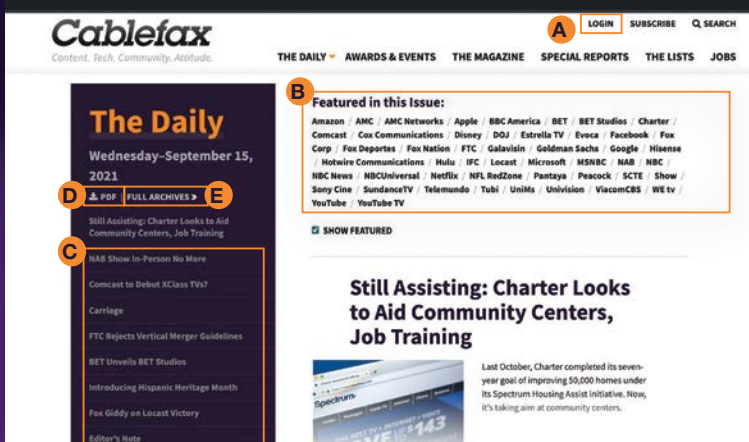 Cablefax
Content. Tech. Community. Attitude.
A
LOGIN SUBSCRIBE SEARCH
THE DAILY AWARDS & EVENTS THE MAGAZINE SPECIAL REPORTS THE LISTS JOBS
The Daily
Wednesday–September 15,
2021
D PDF | FULL ARCHIVES E
Still Assisting: Charter Looks to Aid
Community Centers, Job Training
C
NAB Show In-Person No More
Comcast to Debut XClass TVs?
Carriage
FTC Rejects Vertical Merger Guidelines
BET Unveils BET Studios
Introducing Hispanic Heritage Month
Fox Giddy on Locast Victory
Editor's Note
B
Featured in this Issue:
Amazon / AMC / AMC Networks / Apple / BBC America / BET / BET Studios / Charter /
Comcast / Cox Communications / Disney / DOJ / Estrella TV / Evoca / Facebook / Fox
Corp / Fox Deportes / Fox Nation / FTC / Galavisin / Goldman Sachs / Google / Hisense
/ Hotwire Communications / Hulu / IFC / Locast / Microsoft / MSNBC / NAB / NBC /
NBC News / NBCUniversal / Netflix / NFL RedZone / Pantaya / Peacock / SCTE / Show /
Sony Cine / SundanceTV / Telemundo / Tubi / UniMs / Univision / ViacomCBS / WE tv /
YouTube / YouTube TV
SHOW FEATURED
Still Assisting: Charter Looks
to Aid Community Centers,
Job Training
Spectrum
THE BEST TV + INTERNET + VOICE
$143
Last October, Charter completed its seven-
year goal of improving 50,000 homes under
its Spectrum Housing Assist initiative. Now,
it's taking aim at community centers.